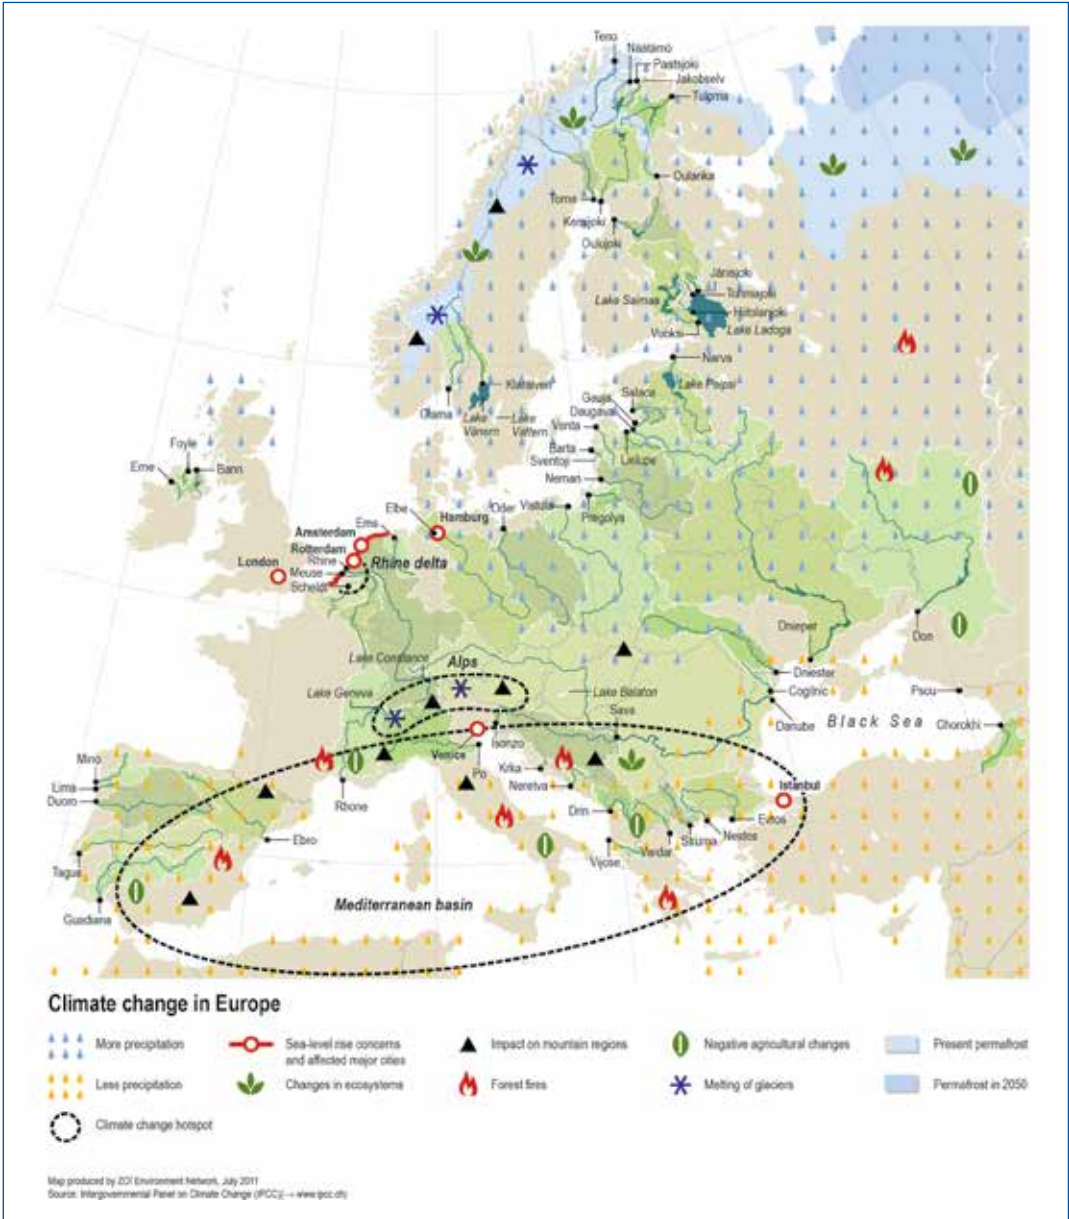 Teno
Näätämö
Paatsjoki
Jakobselv
Tuloma
Oulanka
Torne
Kemijoki
Oulujoki
Jänisjoki
Lake Saimaa
Tohmajoki
Hiitolanjoki
Vuoksi
Lake Ladoga
Narva
Klaraelven
Lake Peipsi
Glama
Lake Vänern
Lake Vattern
Gauja
Salaca
Daugava
Venta
Barta
Sventoji
Lielupe
Neman
Foyle
Erne
Bann
Elbe
Hamburg
Oder
Vistula
Pregolya
Ems
Amsterdam
Rotterdam
Rhine
Rhine delta
London
Meuse
Scheldt
Dnieper
Don
Lake Constance
Alps
Dniester
Lake Geneva
Lake Balaton
Cogilnic
Pscu
Sava
Danube
Black Sea
Chorokhi
Venice
Isonzo
Mino
Po
Krka
Lima
Neretva
Istanbul
Duoro
Rhone
Drin
Evros
Ebro
Nestos
Struma
Vardar
Tagus
Vijose
Guadiana
Mediterranean basin
Climate change in Europe
More precipitation
Sea-level rise concerns
and affected major cities
Impact on mountain regions
Negative agricultural changes
Present permafrost
Less precipitation
Changes in ecosystems
Forest fires
Melting of glaciers
Permafrost in 2050
Climate change hotspot
Map produced by ZOÏ Environment Network, July 2011
Source: Intergovernmental Panel on Climate Change (IPCC)(→ www.ipcc.ch)